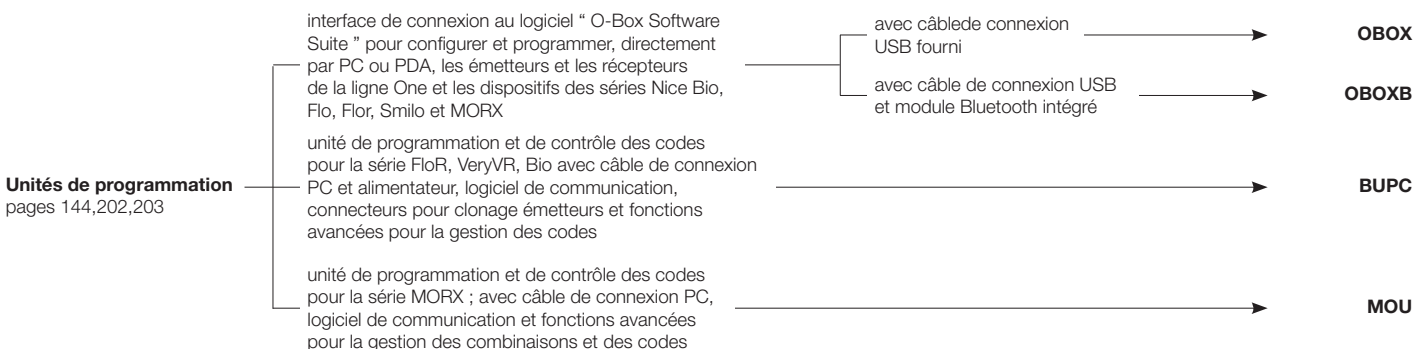 interface de connexion au logiciel “ O-Box Software
Suite ” pour configurer et programmer, directement
par PC ou PDA, les émetteurs et les récepteurs
de la ligne One et les dispositifs des séries Nice Bio,
Flo, Flor, Smilo et MORX
avec câblede connexion
USB fourni
OBOX
avec câble de connexion USB
et module Bluetooth intégré
OBOXB
Unités de programmation
pages 144,202,203
unité de programmation et de contrôle des codes
pour la série FloR, VeryVR, Bio avec câble de connexion
PC et alimentateur, logiciel de communication,
connecteurs pour clonage émetteurs et fonctions
avancées pour la gestion des codes
BUPC
unité de programmation et de contrôle des codes
pour la série MORX ; avec câble de connexion PC,
logiciel de communication et fonctions avancées
pour la gestion des combinaisons et des codes
MOU